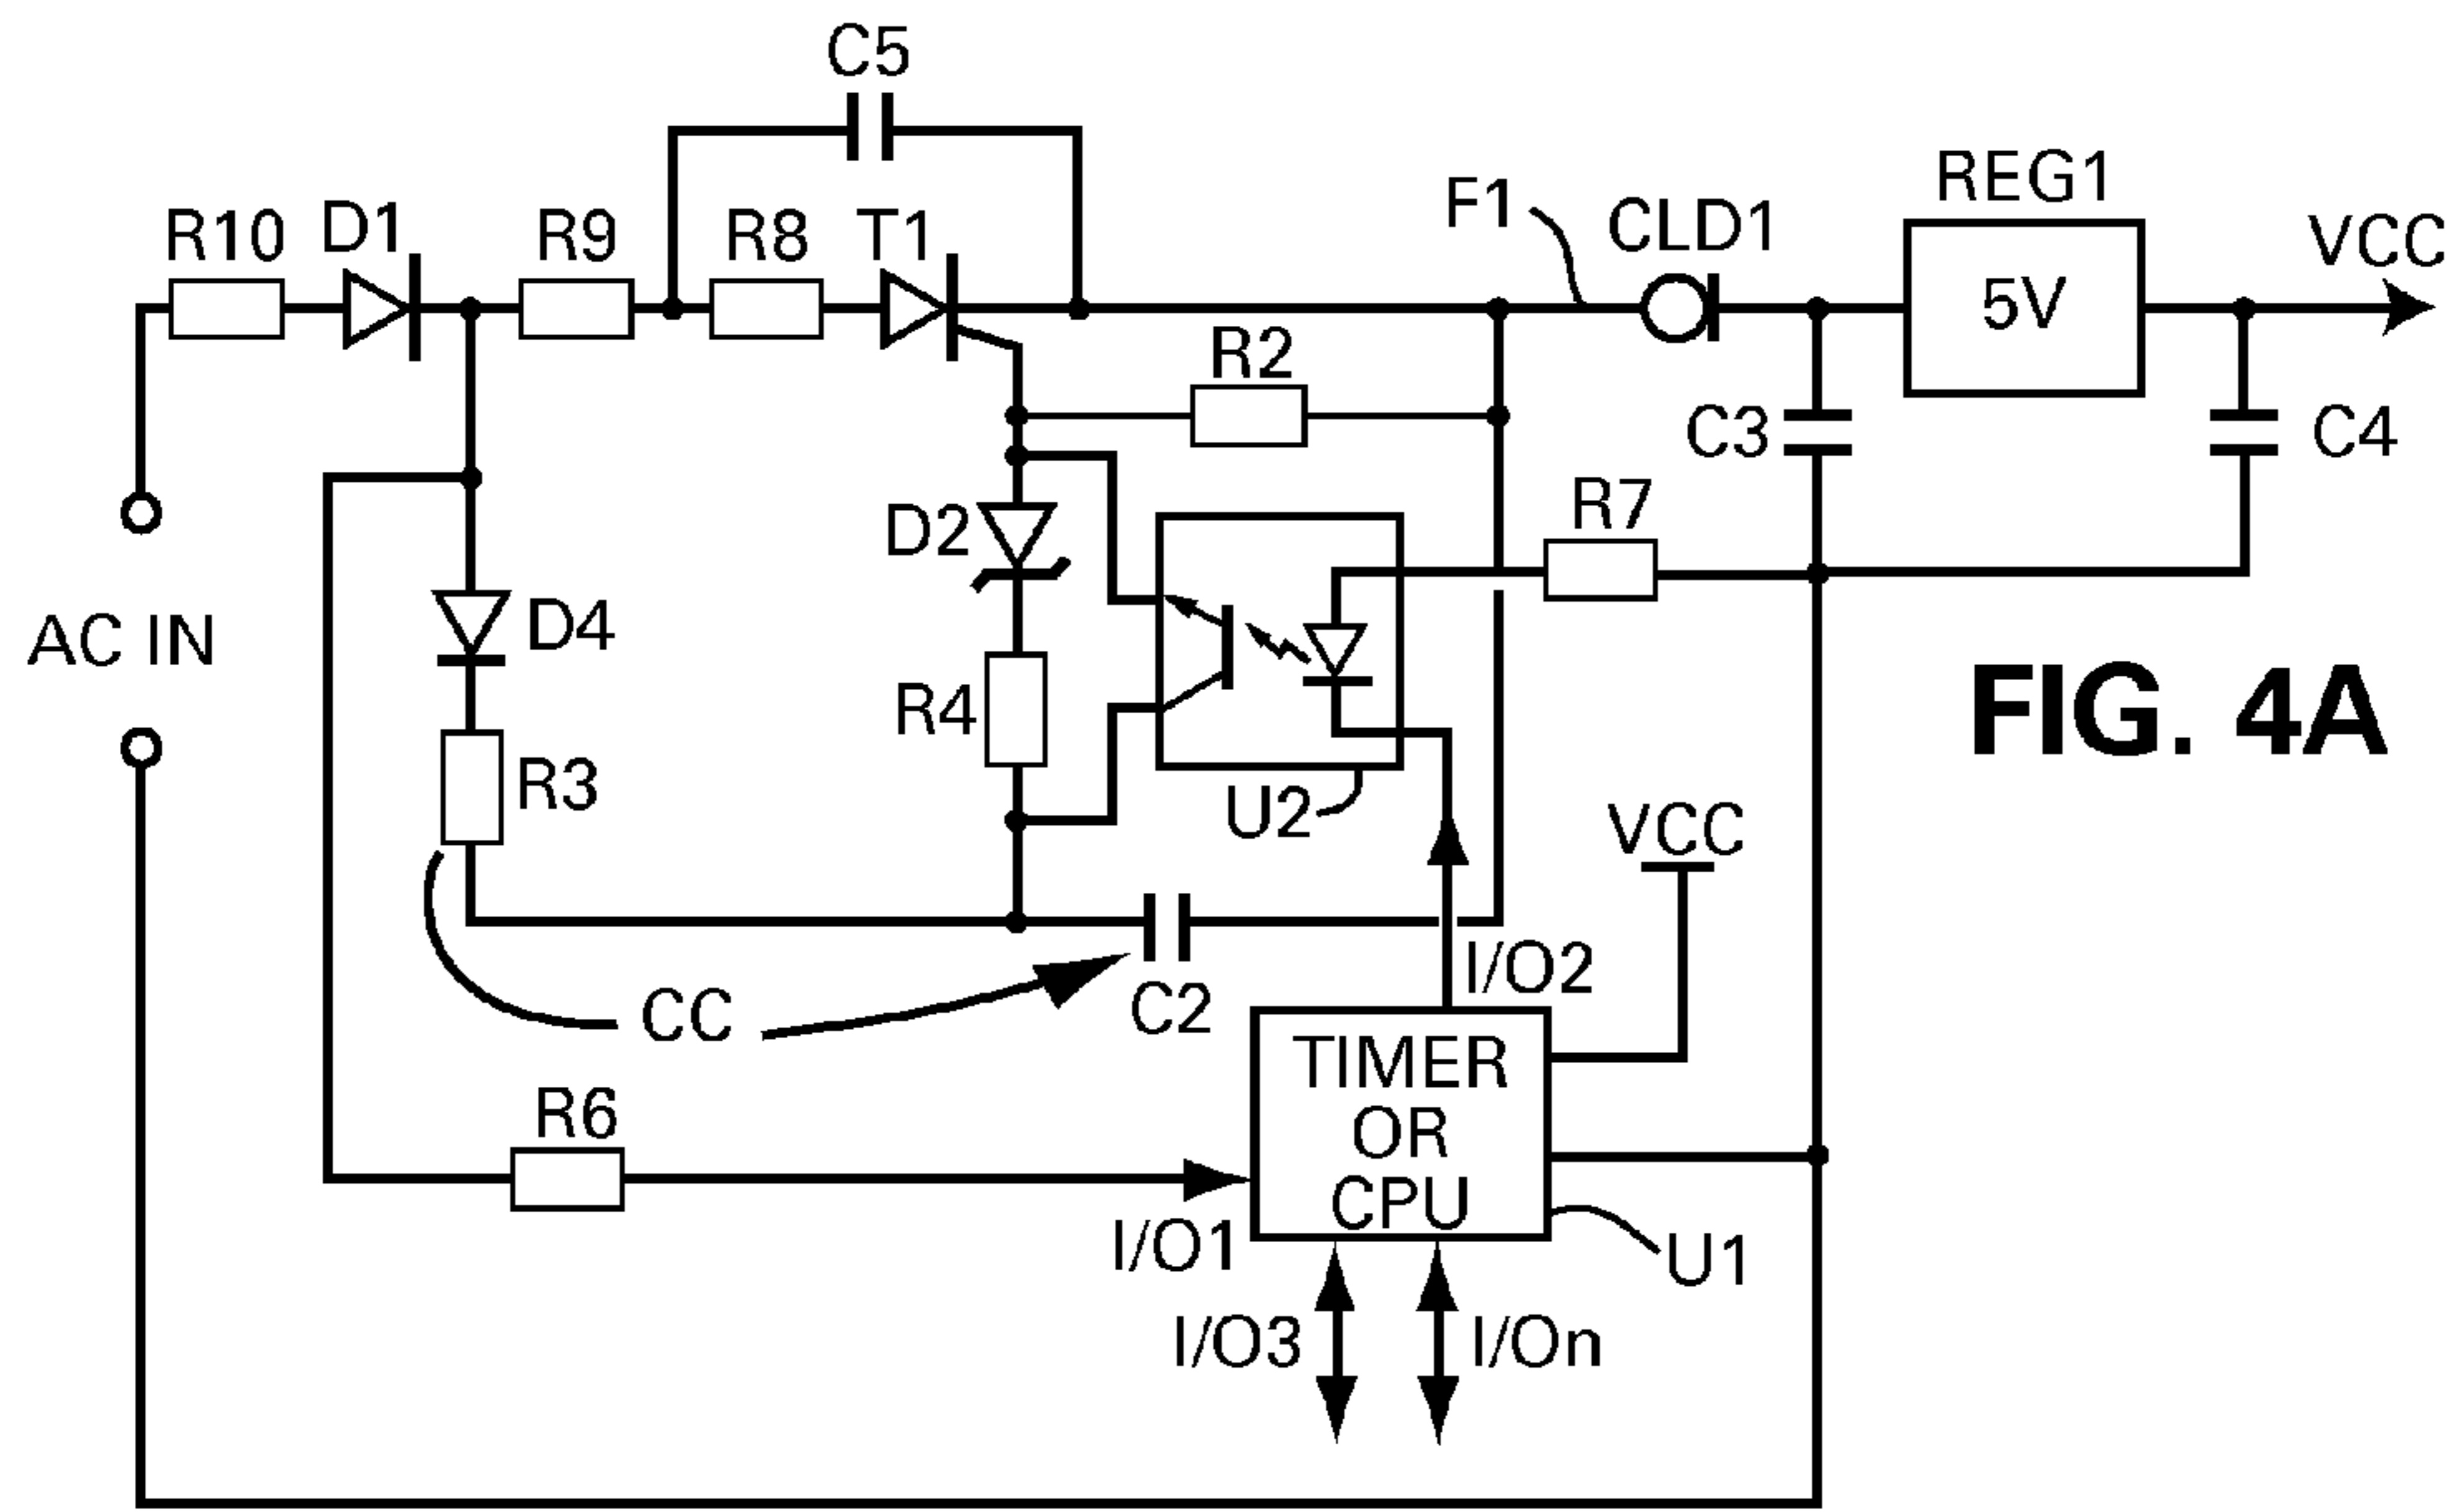 C5
R10
D1
R9
R8
T1
F1
CLD1
REG1
5V
VCC
R2
C3
C4
D2
R7
AC IN
D4
R4
R3
U2
FIG. 4A
VCC
CC
C2
I/O2
R6
TIMER
OR
CPU
I/O1
U1
I/O3
I/On